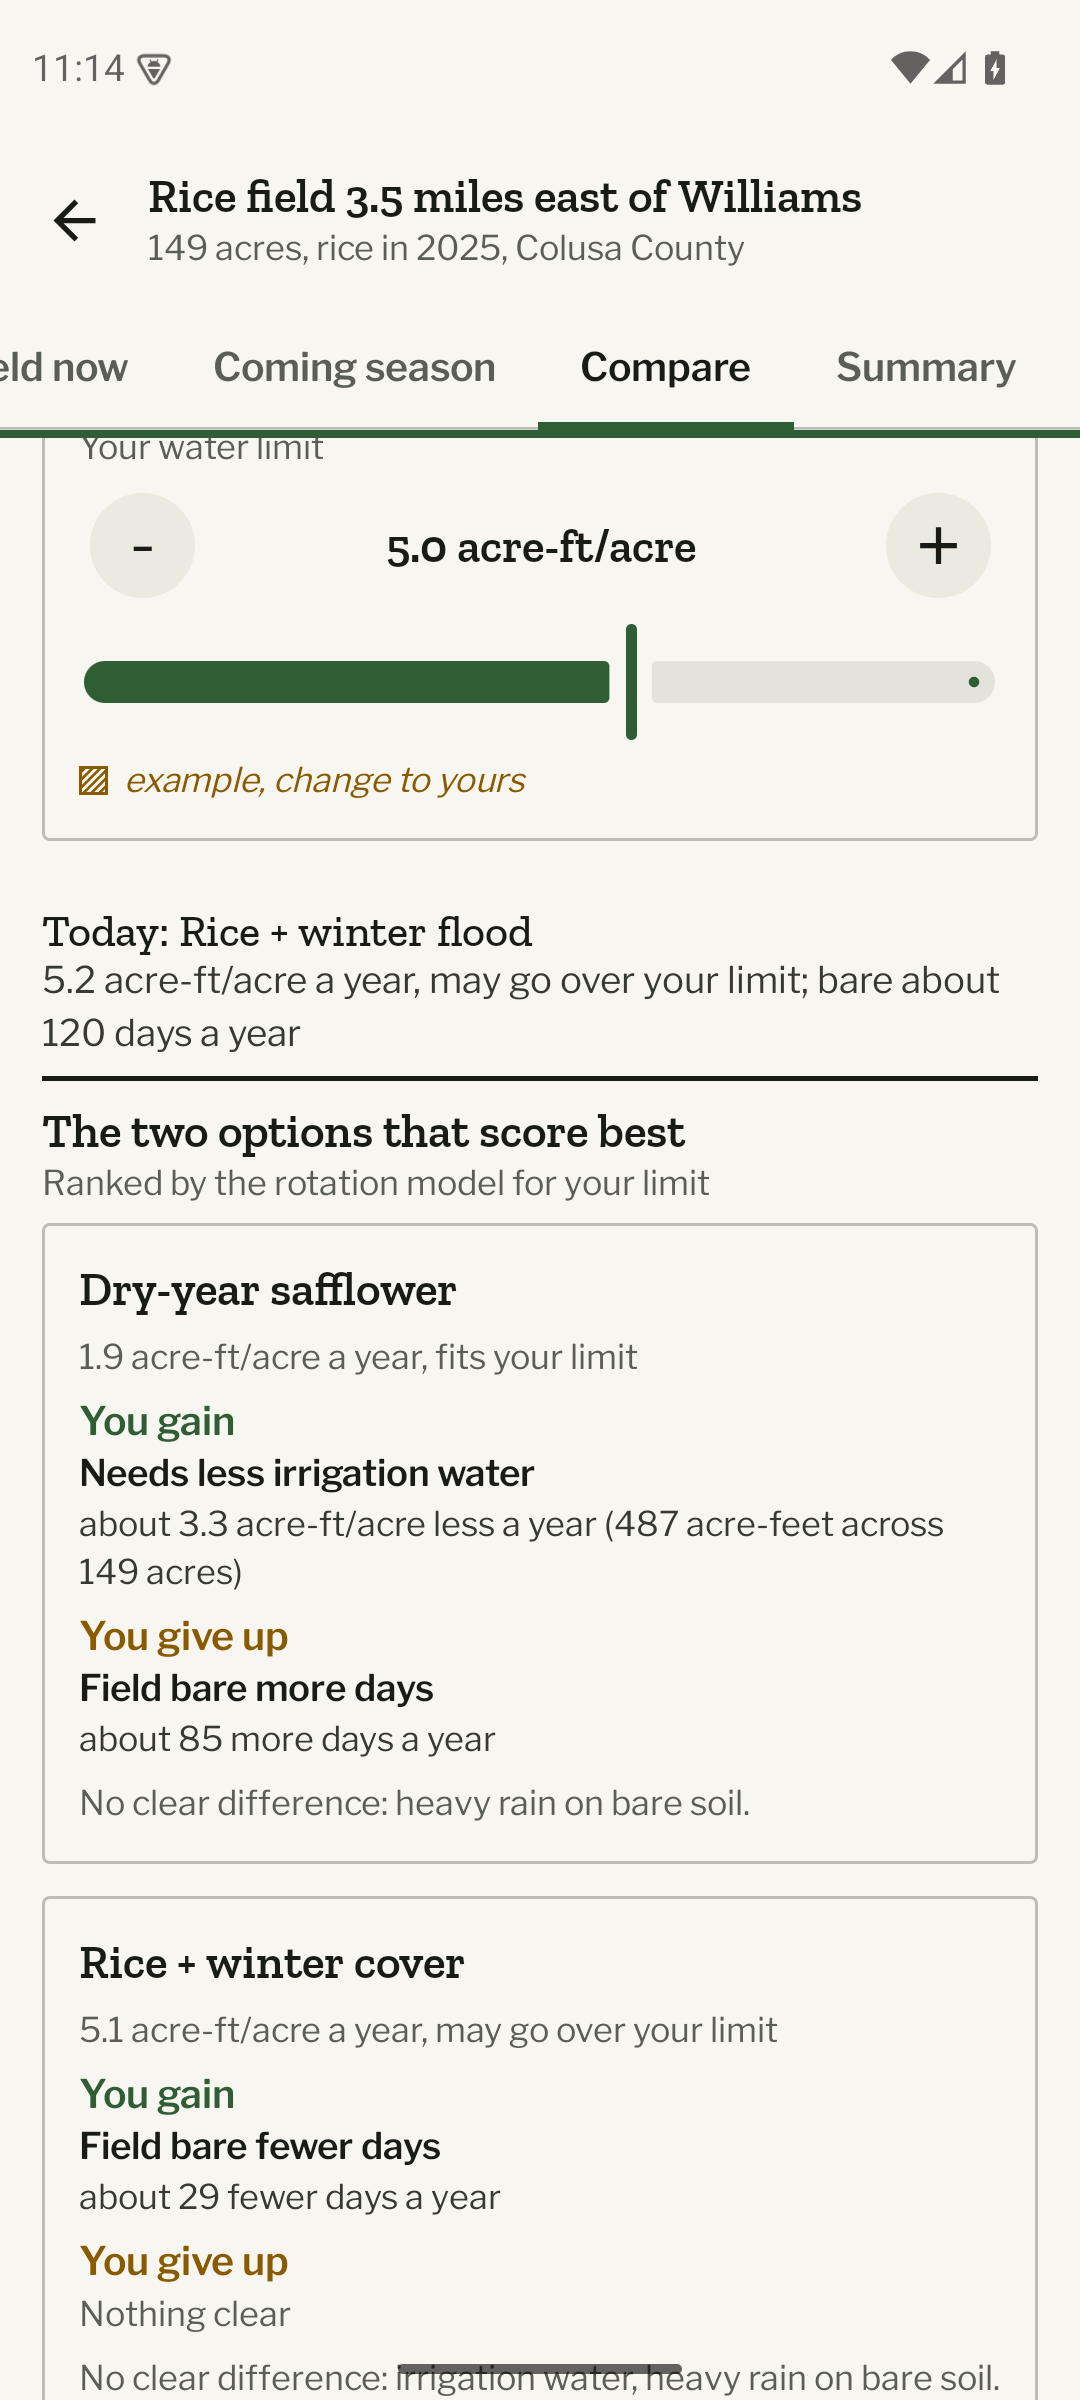 11:14
Rice field 3.5 miles east of Williams
149 acres, rice in 2025, Colusa County
eld now Coming season Compare Summary
Your water limit
- 5.0 acre-ft/acre +
example, change to yours
Today: Rice + winter flood
5.2 acre-ft/acre a year, may go over your limit; bare about
120 days a year
The two options that score best
Ranked by the rotation model for your limit
Dry-year safflower
1.9 acre-ft/acre a year, fits your limit
You gain
Needs less irrigation water
about 3.3 acre-ft/acre less a year (487 acre-feet across
149 acres)
You give up
Field bare more days
about 85 more days a year
No clear difference: heavy rain on bare soil.
Rice + winter cover
5.1 acre-ft/acre a year, may go over your limit
You gain
Field bare fewer days
about 29 fewer days a year
You give up
Nothing clear
No clear difference: irrigation water, heavy rain on bare soil.